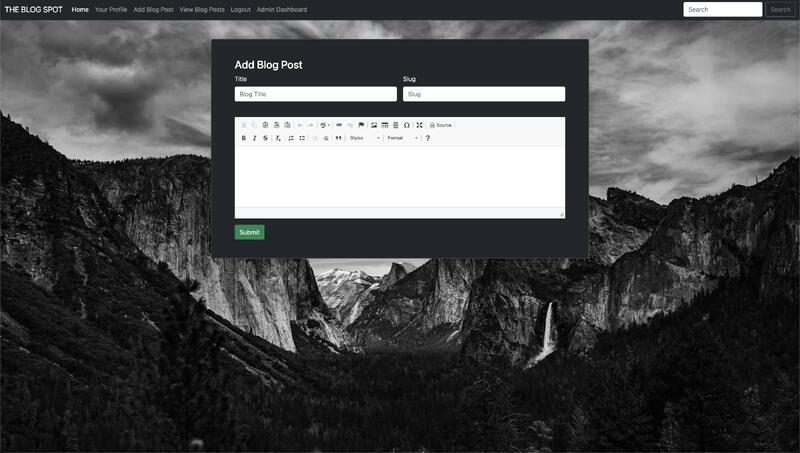 THE BLOG SPOT Home Your Profile Add Blog Post View Blog Posts Logout Admin Dashboard Search Search
Add Blog Post
Title Slug
Blog Title Slug
Source
B I S Styles Format ?
Submit